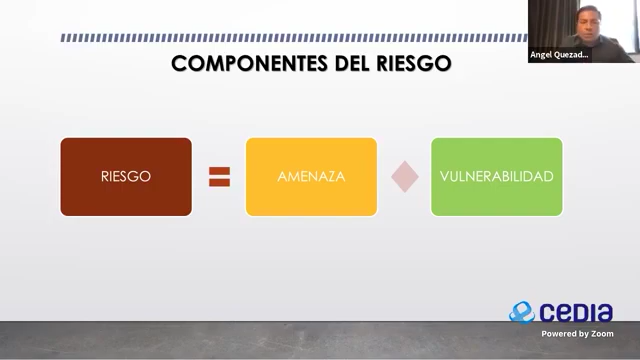 Angel Quezad...
COMPONENTES DEL RIESGO
RIESGO
=
AMENAZA
VULNERABILIDAD
cedia
Powered by Zoom